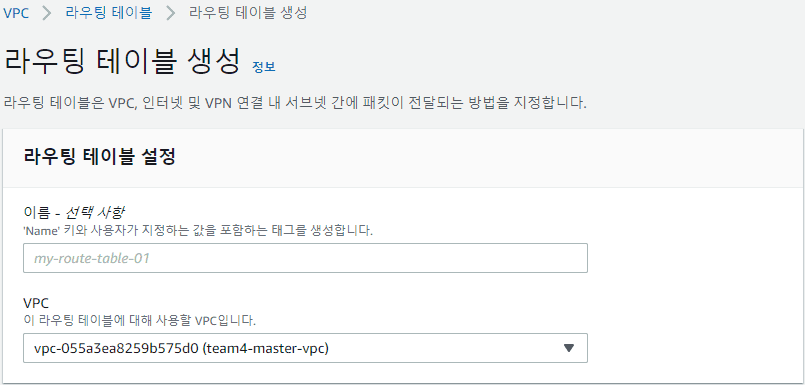 VPC > 라우팅 테이블 > 라우팅 테이블 생성
라우팅 테이블 생성 정보
라우팅 테이블은 VPC, 인터넷 및 VPN 연결 내 서브넷 간에 패킷이 전달되는 방법을 지정합니다.
라우팅 테이블 설정
이름 - 선택 사항
'Name' 키와 사용자가 지정하는 값을 포함하는 태그를 생성합니다.
my-route-table-01
VPC
이 라우팅 테이블에 대해 사용할 VPC입니다.
vpc-055a3ea8259b575d0 (team4-master-vpc)